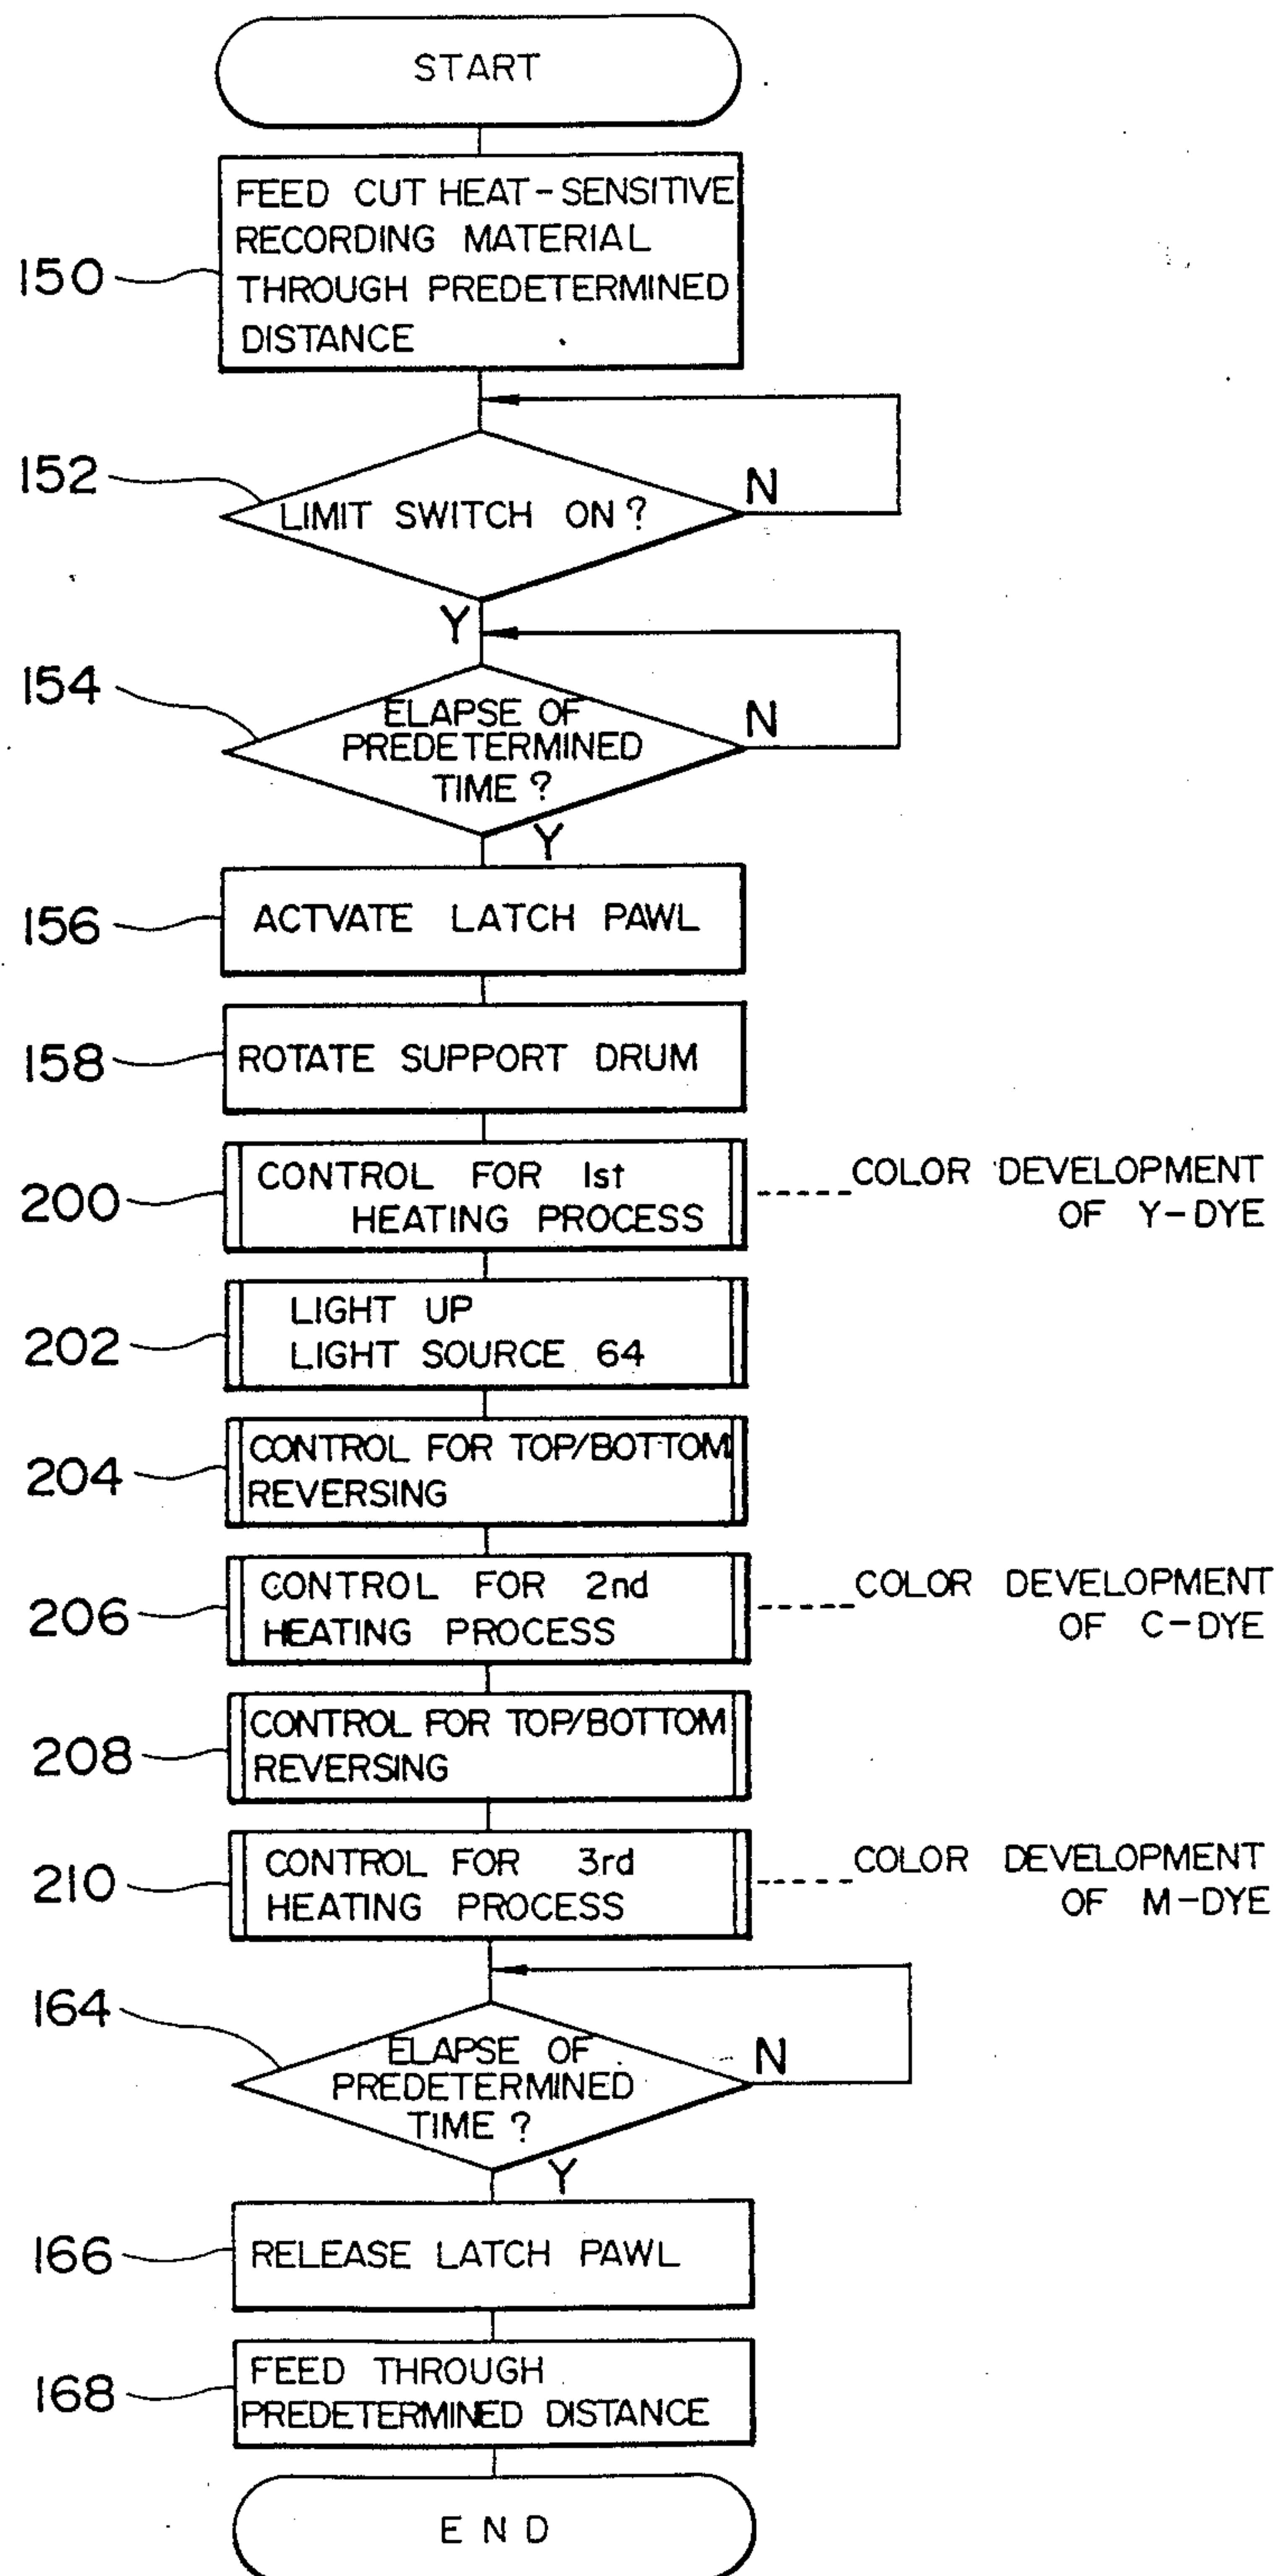 START
FEED CUT HEAT-SENSITIVE
RECORDING MATERIAL
150
THROUGH PREDETERMINED
DISTANCE
152
LIMIT SWITCH ON?
N
Y
154
ELAPSE OF
PREDETERMINED
TIME?
N
Y
156
ACTVATE LATCH PAWL
158
ROTATE SUPPORT DRUM
200
CONTROL FOR 1st
HEATING PROCESS
COLOR DEVELOPMENT
OF Y-DYE
202
LIGHT UP
LIGHT SOURCE 64
204
CONTROL FOR TOP/BOTTOM
REVERSING
206
CONTROL FOR 2nd
HEATING PROCESS
COLOR DEVELOPMENT
OF C-DYE
208
CONTROL FOR TOP/BOTTOM
REVERSING
210
CONTROL FOR 3rd
HEATING PROCESS
COLOR DEVELOPMENT
OF M-DYE
164
ELAPSE OF
PREDETERMINED
TIME?
N
Y
166
RELEASE LATCH PAWL
168
FEED THROUGH
PREDETERMINED DISTANCE
END